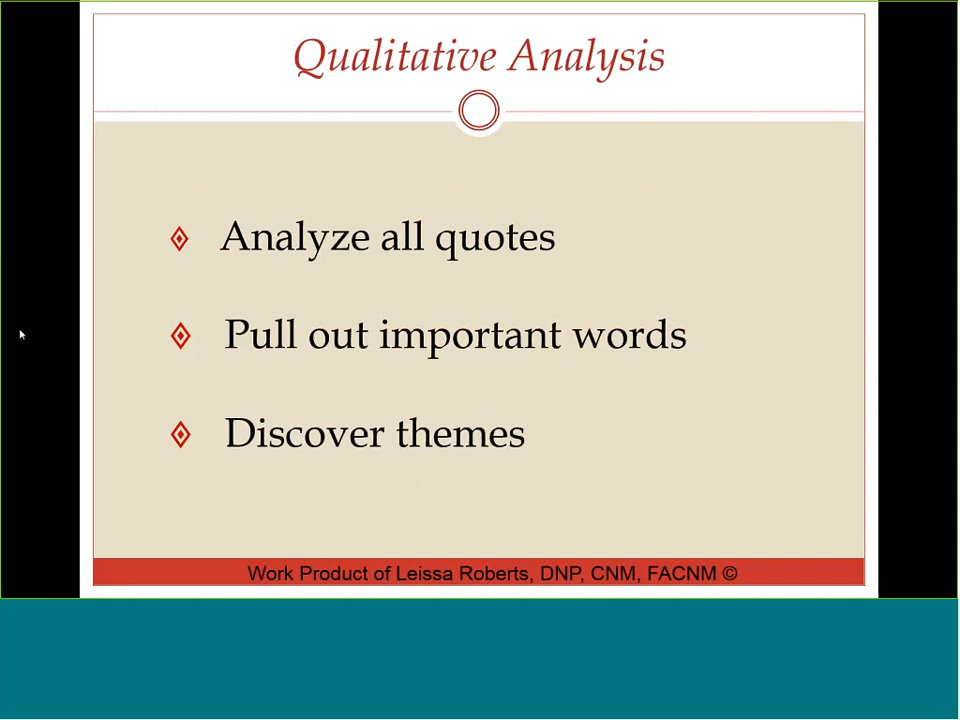 Qualitative Analysis
Analyze all quotes
Pull out important words
Discover themes
Work Product of Leissa Roberts, DNP, CNM, FACNM ©